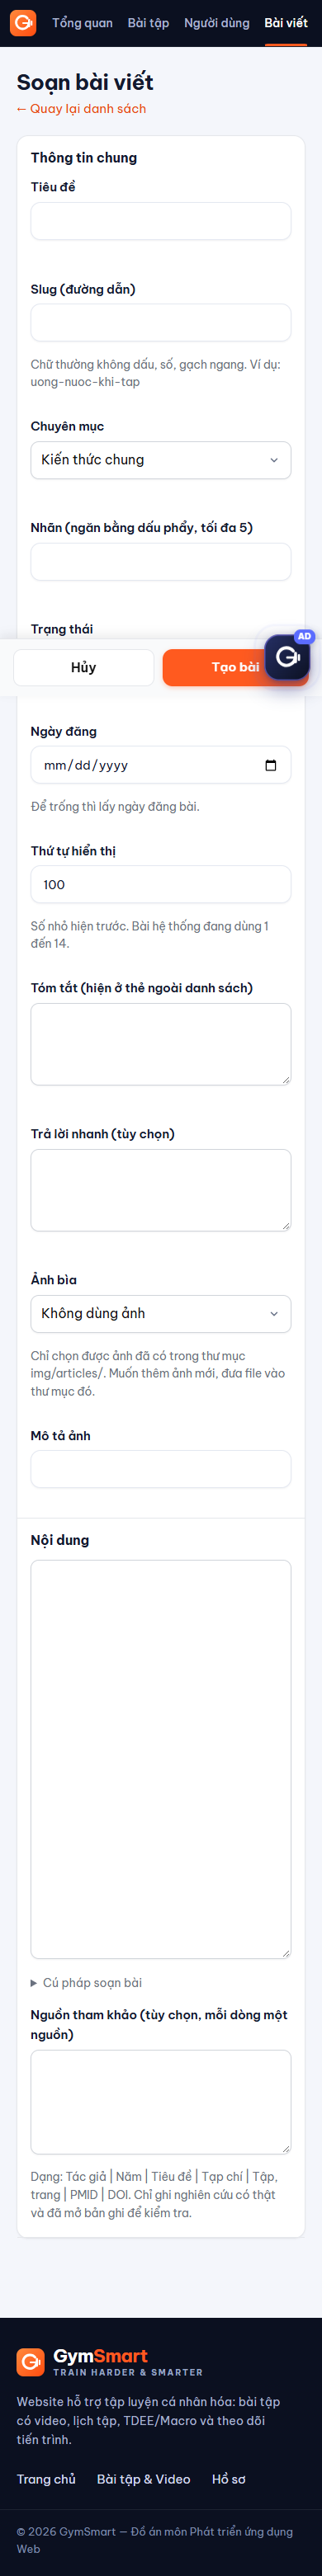 Tổng quan Bài tập Người dùng Bài viết
Soạn bài viết
← Quay lại danh sách
Thông tin chung
Tiêu đề
Slug (đường dẫn)
Chữ thường không dấu, số, gạch ngang. Ví dụ:
uong-nuoc-khi-tap
Chuyên mục
Kiến thức chung
Nhãn (ngăn bằng dấu phẩy, tối đa 5)
Trạng thái
AD
Hủy Tạo bài
Ngày đăng
mm/dd/yyyy
Để trống thì lấy ngày đăng bài.
Thứ tự hiển thị
100
Số nhỏ hiện trước. Bài hệ thống đang dùng 1
đến 14.
Tóm tắt (hiện ở thẻ ngoài danh sách)
Trả lời nhanh (tùy chọn)
Ảnh bìa
Không dùng ảnh
Chỉ chọn được ảnh đã có trong thư mục
img/articles/. Muốn thêm ảnh mới, đưa file vào
thư mục đó.
Mô tả ảnh
Nội dung
▶ Cú pháp soạn bài
Nguồn tham khảo (tùy chọn, mỗi dòng một
nguồn)
Dạng: Tác giả | Năm | Tiêu đề | Tạp chí | Tập,
trang | PMID | DOI. Chỉ ghi nghiên cứu có thật
và đã mở bản ghi để kiểm tra.
GymSmart
TRAIN HARDER & SMARTER
Website hỗ trợ tập luyện cá nhân hóa: bài tập
có video, lịch tập, TDEE/Macro và theo dõi
tiến trình.
Trang chủ Bài tập & Video Hồ sơ
© 2026 GymSmart — Đồ án môn Phát triển ứng dụng
Web